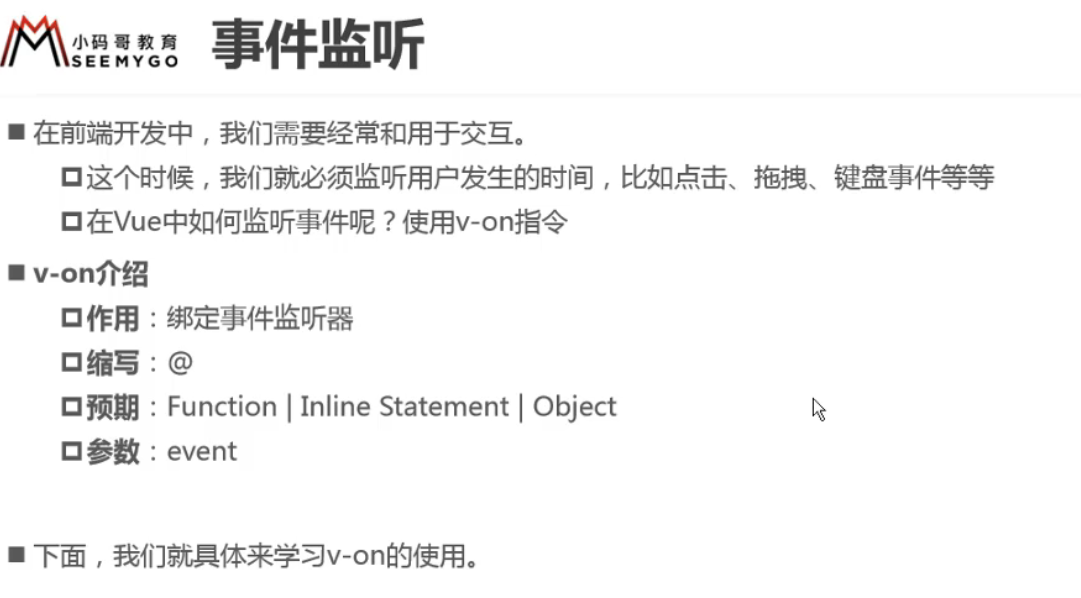 小码哥教育
SEEMYGO
事件监听
在前端开发中，我们需要经常和用于交互。
这个时候，我们就必须监听用户发生的时间，比如点击、拖拽、键盘事件等等
在Vue中如何监听事件呢？使用v-on指令
v-on介绍
作用：绑定事件监听器
缩写：@
预期：Function | Inline Statement | Object
参数：event
下面，我们就具体来学习v-on的使用。